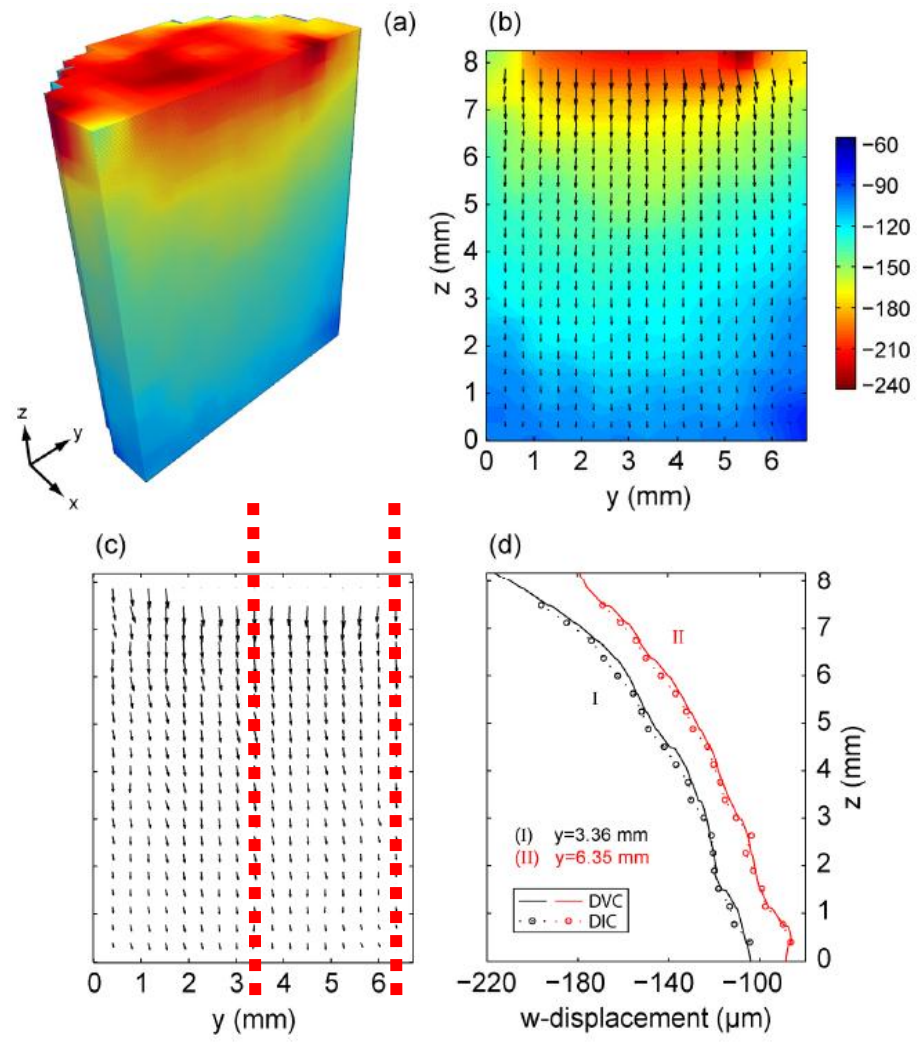 (a)
z
y
x
(b)
8
7
6
5
4
3
2
1
0
z (mm)
0 1 2 3 4 5 6
y (mm)
−60
−90
−120
−150
−180
−210
−240
(c)
0 1 2 3 4 5 6
y (mm)
(d)
I
II
(I) y=3.36 mm
(II) y=6.35 mm
DVC
DIC
8
7
6
5
4
3
2
1
0
z (mm)
−220 −180 −140 −100
w-displacement (μm)